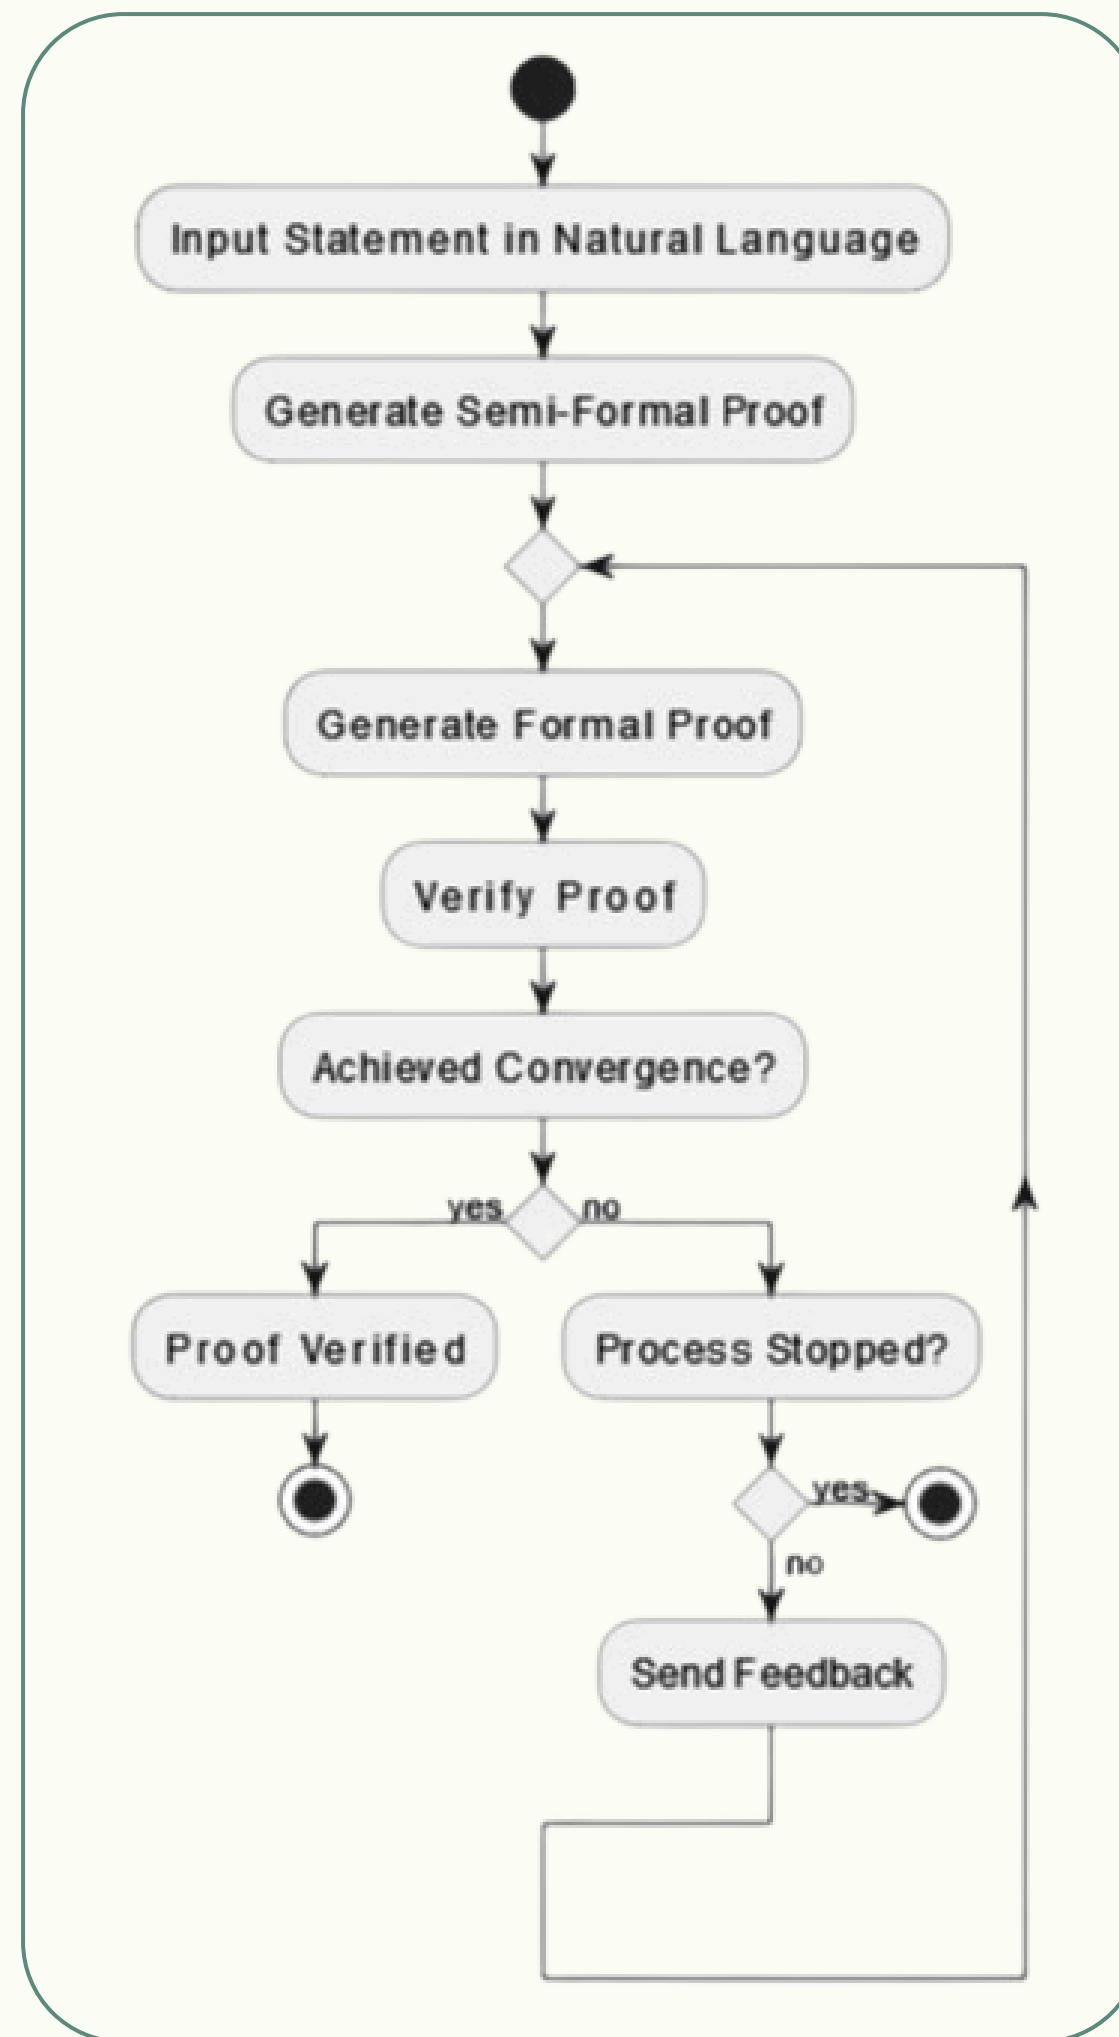 Input Statement in Natural Language
Generate Semi-Formal Proof
Generate Formal Proof
Verify Proof
Achieved Convergence?
yes
no
Proof Verified
Process Stopped?
yes
no
Send Feedback